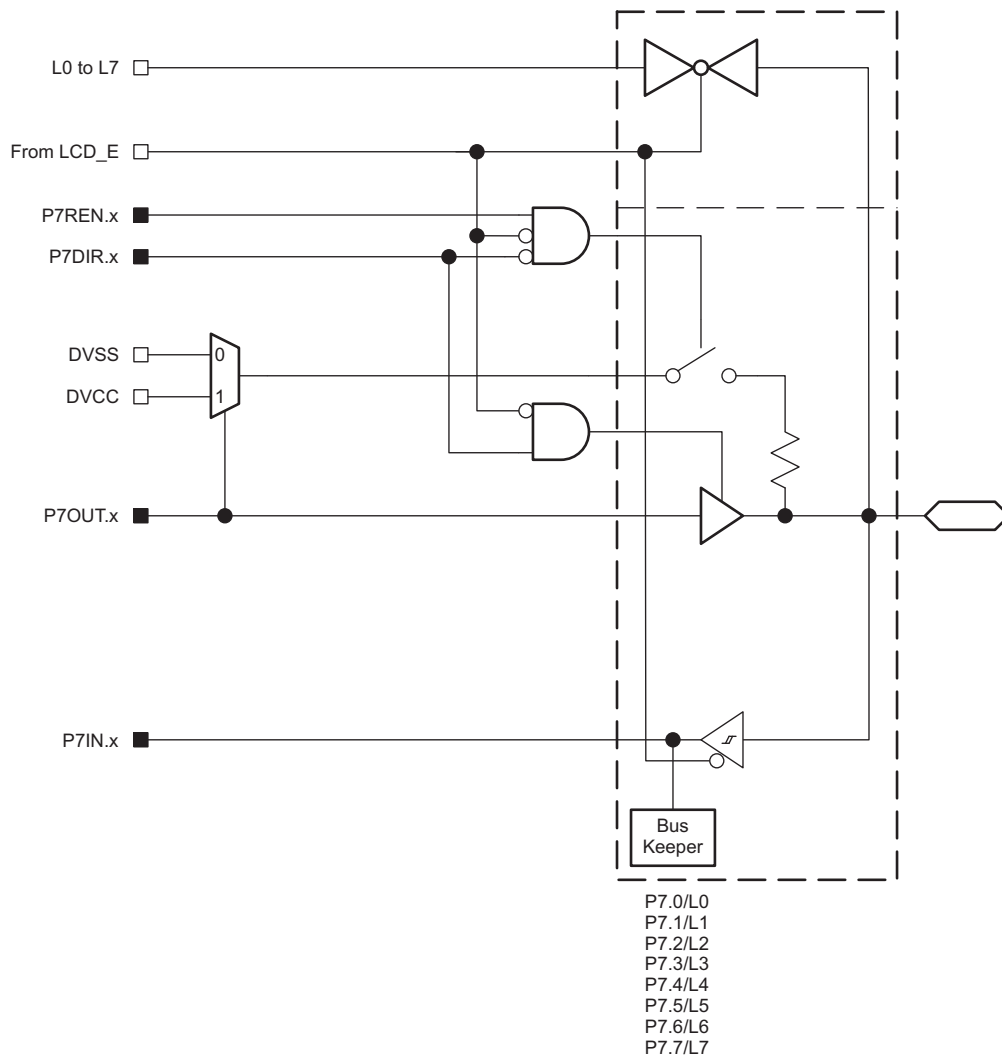 L0 to L7
From LCD_E
P7REN.x
P7DIR.x
DVSS
0
DVCC
1
P7OUT.x
P7IN.x
Bus
Keeper
P7.0/L0
P7.1/L1
P7.2/L2
P7.3/L3
P7.4/L4
P7.5/L5
P7.6/L6
P7.7/L7